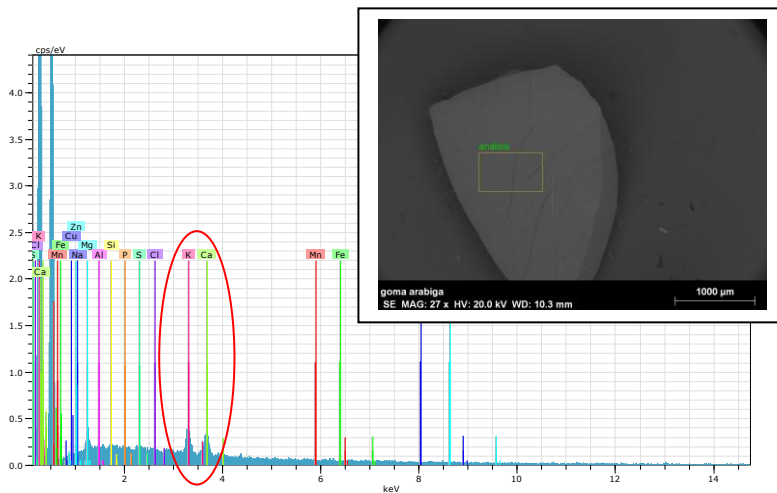 cps/eV
4.0
3.5
3.0
2.5
2.0
1.5
1.0
0.5
0.0
Zn
K Cu Si
Cl Fe Mg
S Mn Na Al P S Cl K Ca Mn Fe
Ca
2 4 6 8 10 12 14
keV
analisis
goma arabiga
SE MAG: 27 x HV: 20.0 kV WD: 10.3 mm
1000 µm